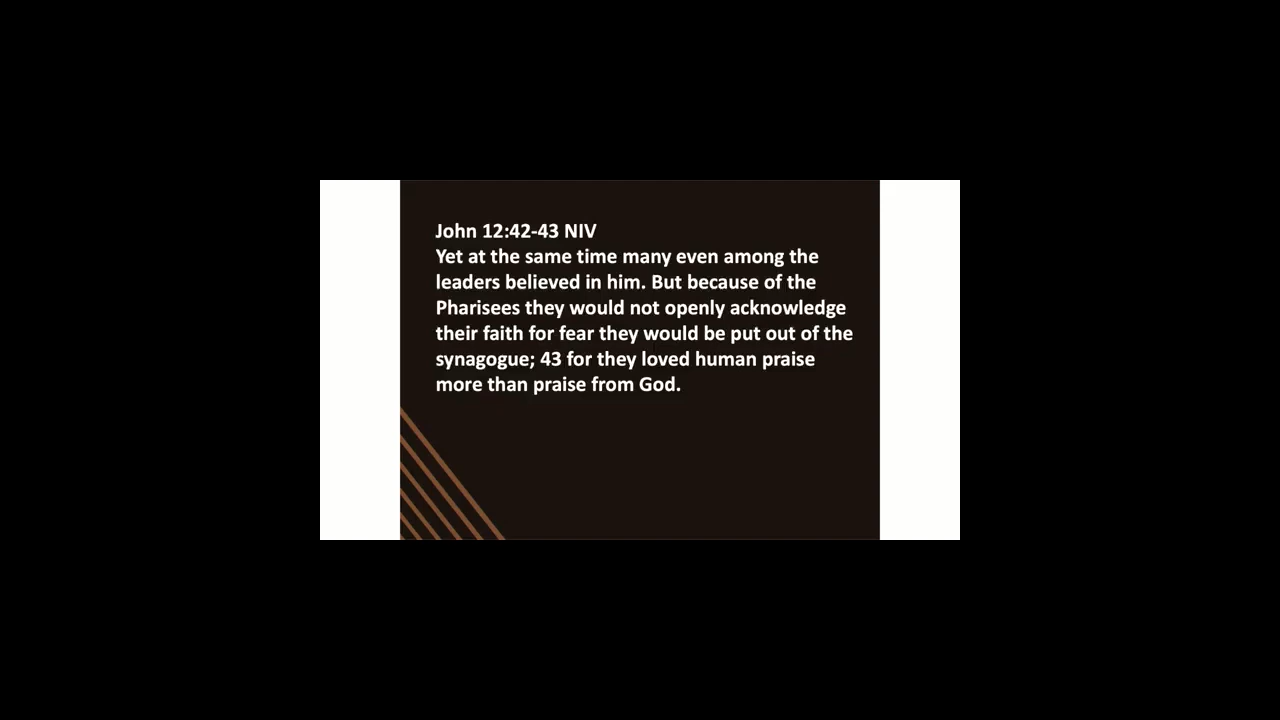 John 12:42-43 NIV
Yet at the same time many even among the
leaders believed in him. But because of the
Pharisees they would not openly acknowledge
their faith for fear they would be put out of the
synagogue; 43 for they loved human praise
more than praise from God.